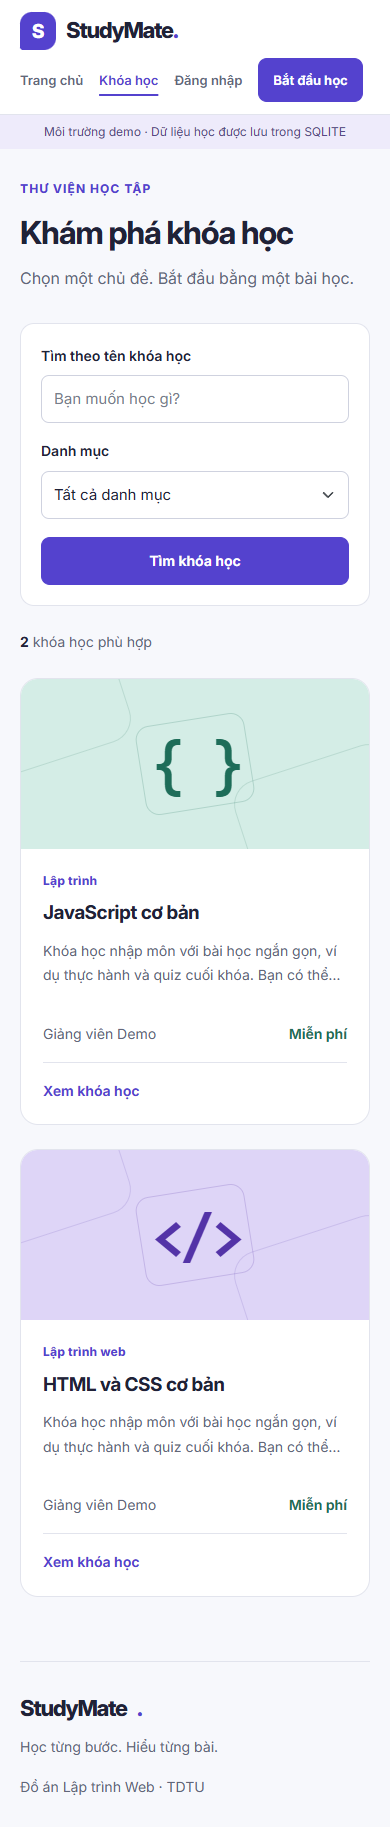 S StudyMate.
Trang chủ Khóa học Đăng nhập Bắt đầu học
Môi trường demo · Dữ liệu học được lưu trong SQLITE
THƯ VIỆN HỌC TẬP
Khám phá khóa học
Chọn một chủ đề. Bắt đầu bằng một bài học.
Tìm theo tên khóa học
Bạn muốn học gì?
Danh mục
Tất cả danh mục
Tìm khóa học
2 khóa học phù hợp
{ }
Lập trình
JavaScript cơ bản
Khóa học nhập môn với bài học ngắn gọn, ví
dụ thực hành và quiz cuối khóa. Bạn có thể...
Giảng viên Demo Miễn phí
Xem khóa học
</>
Lập trình web
HTML và CSS cơ bản
Khóa học nhập môn với bài học ngắn gọn, ví
dụ thực hành và quiz cuối khóa. Bạn có thể...
Giảng viên Demo Miễn phí
Xem khóa học
StudyMate .
Học từng bước. Hiểu từng bài.
Đồ án Lập trình Web · TDTU